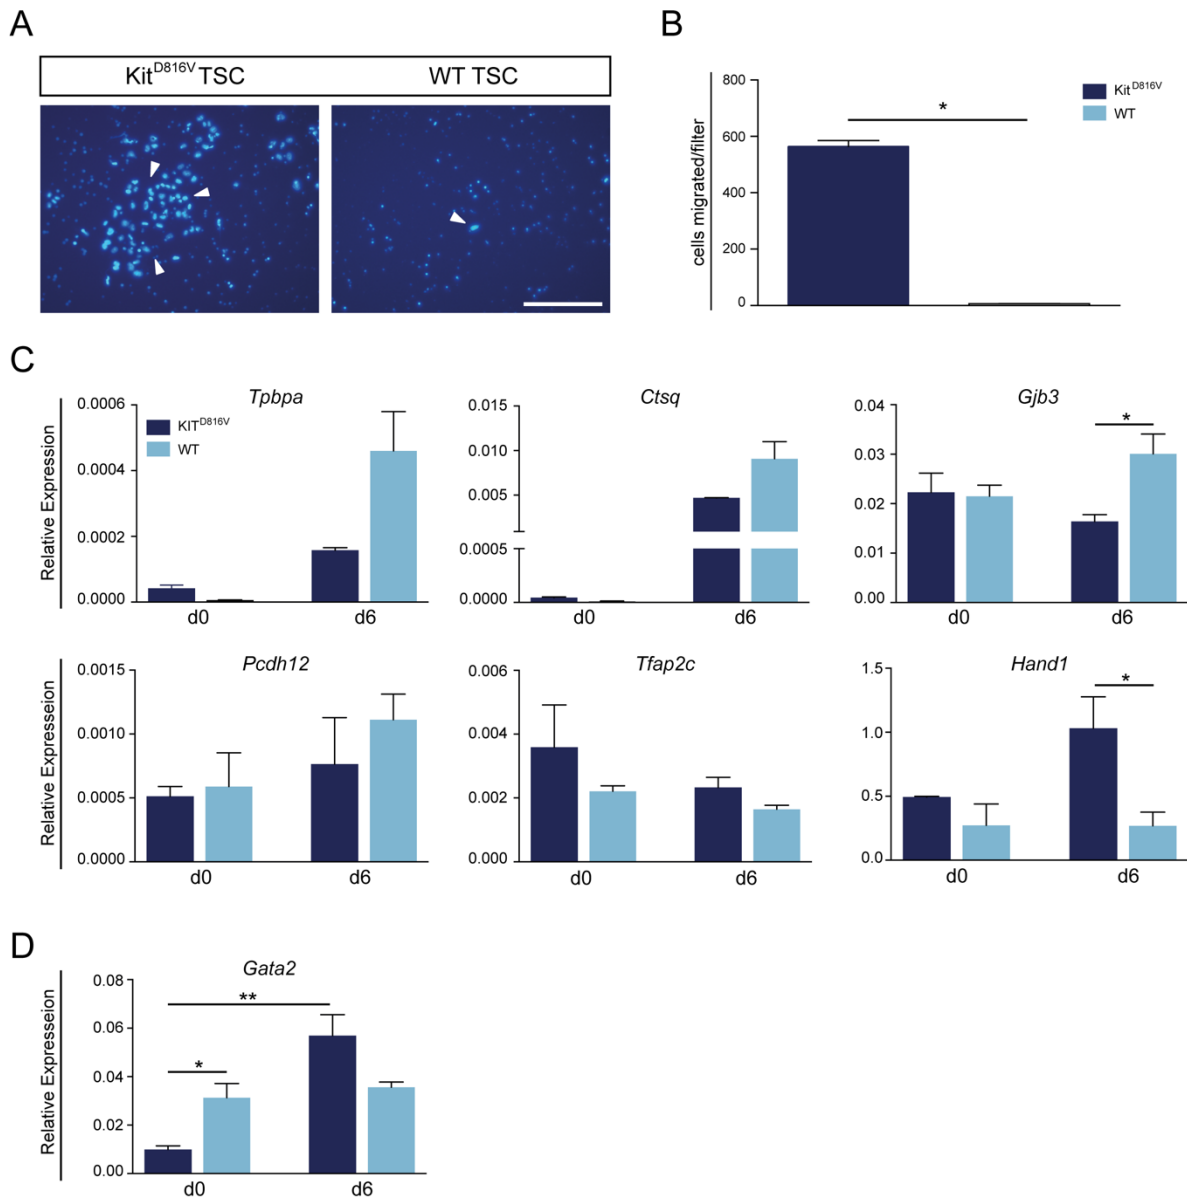 A
Kit^D816V TSC
WT TSC
B
800
600
400
200
0
cells migrated/filter
*
Kit^D816V
WT
C
Tpbpa
0.0006
0.0004
0.0002
0.0000
Relative Expression
KIT^D816V
WT
d0
d6
Ctsq
0.015
0.010
0.005
0.0005
0.0000
d0
d6
Gjb3
0.04
0.03
0.02
0.01
0.00
*
d0
d6
Pcdh12
0.0015
0.0010
0.0005
0.0000
Relative Expresseion
d0
d6
Tfap2c
0.006
0.004
0.002
0.000
d0
d6
Hand1
1.5
1.0
0.5
0.0
*
d0
d6
D
Gata2
0.08
0.06
0.04
0.02
0.00
Relative Expresseion
**
*
d0
d6